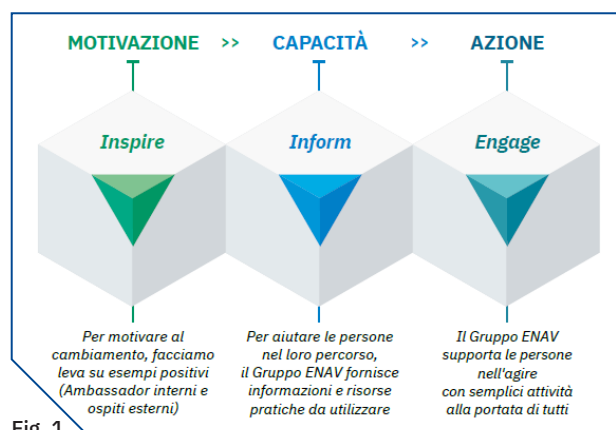 MOTIVAZIONE >> CAPACITÀ >> AZIONE
Inspire
Inform
Engage
Per motivare al
cambiamento, facciamo
leva su esempi positivi
(Ambassador interni e
ospiti esterni)
Per aiutare le persone
nel loro percorso,
il Gruppo ENAV fornisce
informazioni e risorse
pratiche da utilizzare
Il Gruppo ENAV
supporta le persone
nell'agire
con semplici attività
alla portata di tutti
Fig. 1